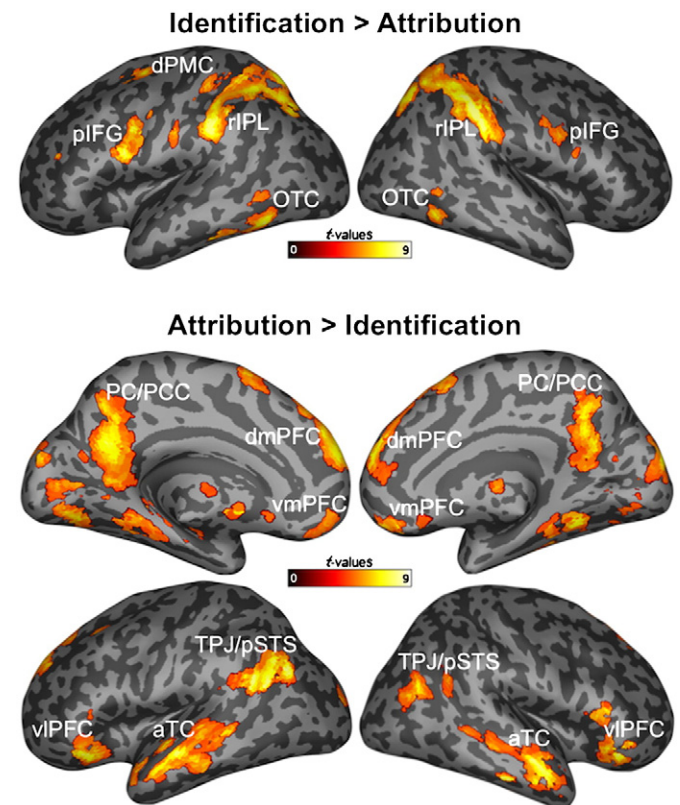 Identification > Attribution
dPMC
pIFG
rIPL
OTC
rIPL
pIFG
OTC
t-values
0 9
Attribution > Identification
PC/PCC
dmPFC
vmPFC
PC/PCC
dmPFC
vmPFC
t-values
0 9
TPJ/pSTS
vlPFC
aTC
TPJ/pSTS
aTC
vlPFC